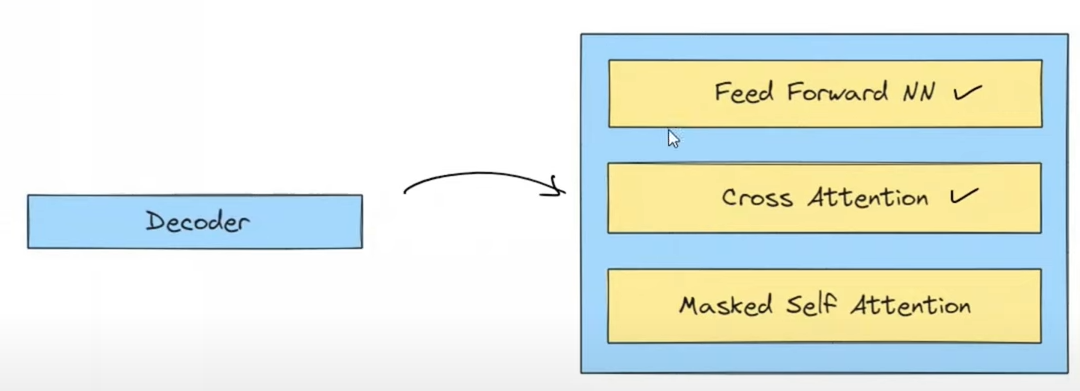 Decoder
Feed Forward NN ✓
Cross Attention ✓
Masked Self Attention